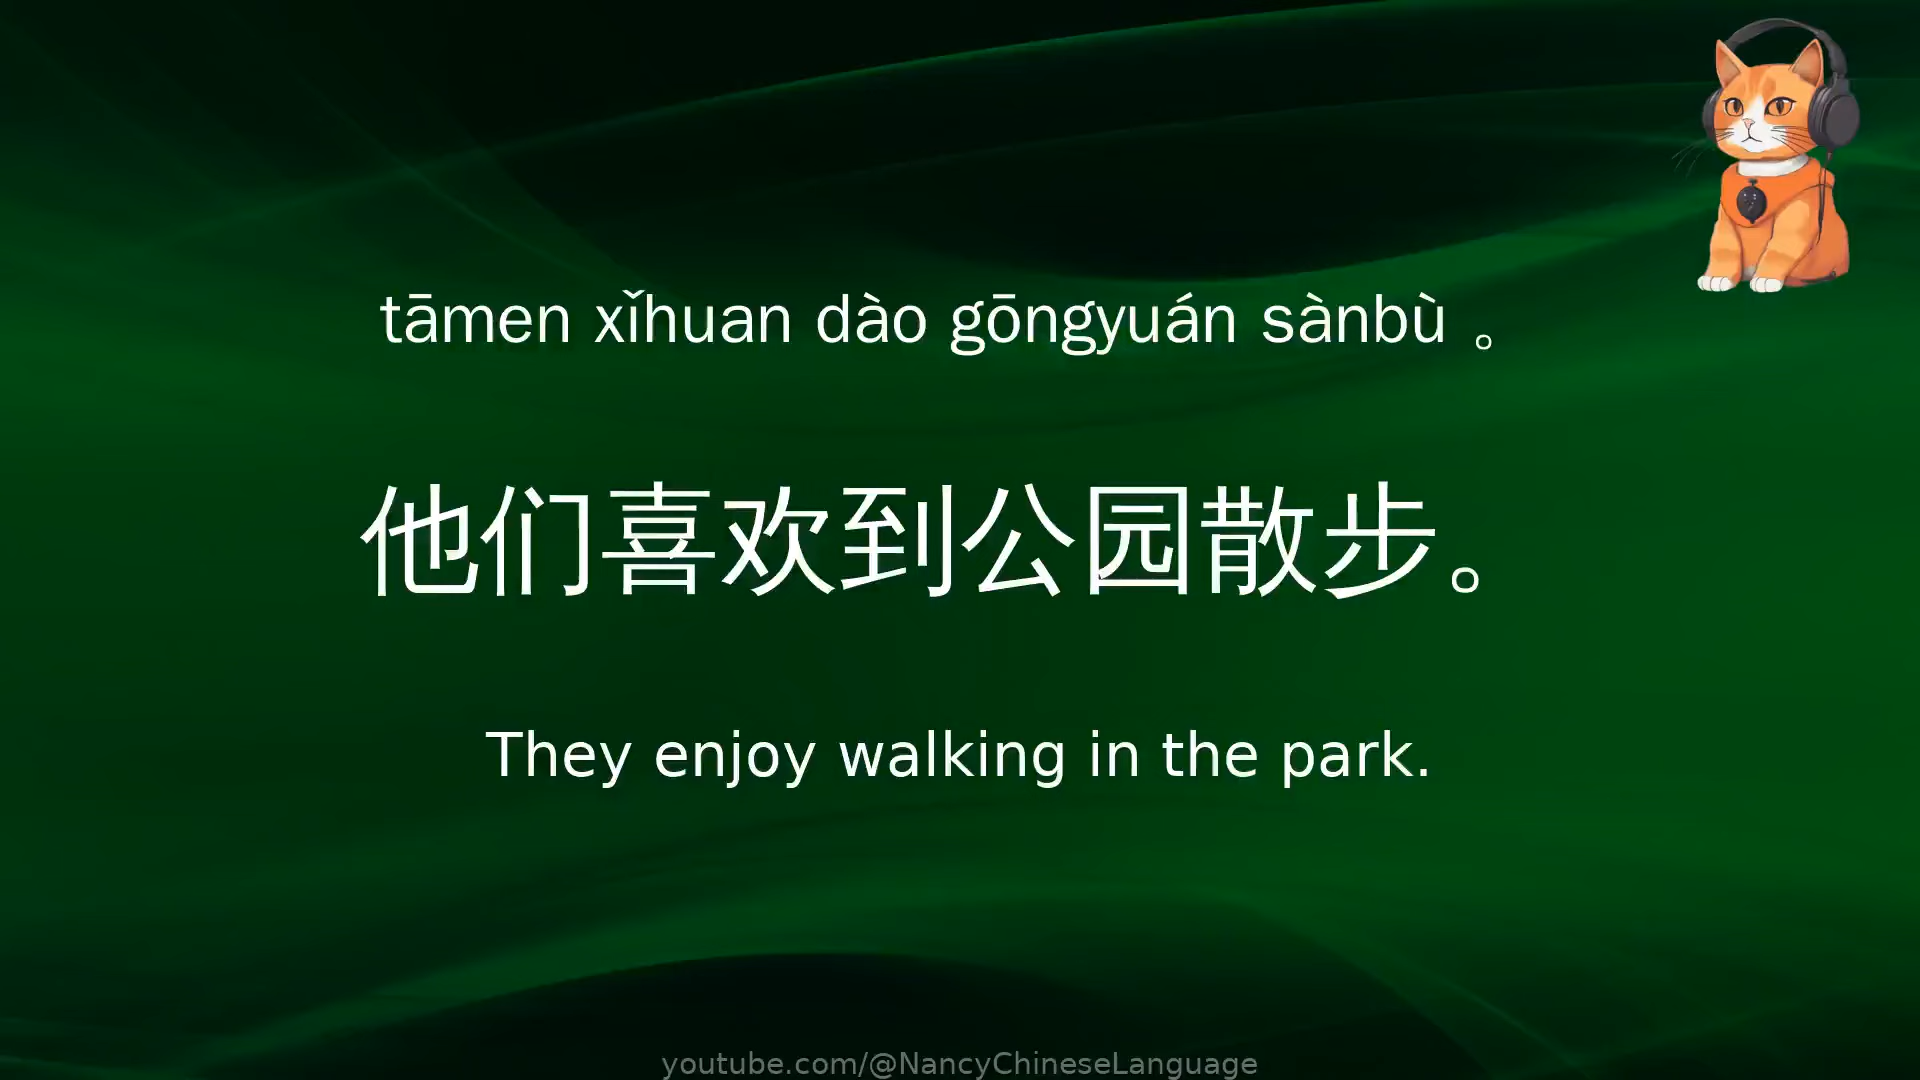 tāmen xǐhuan dào gōngyuán sànbù 。
他们喜欢到公园散步。
They enjoy walking in the park.
youtube.com/@NancyChineseLanguage